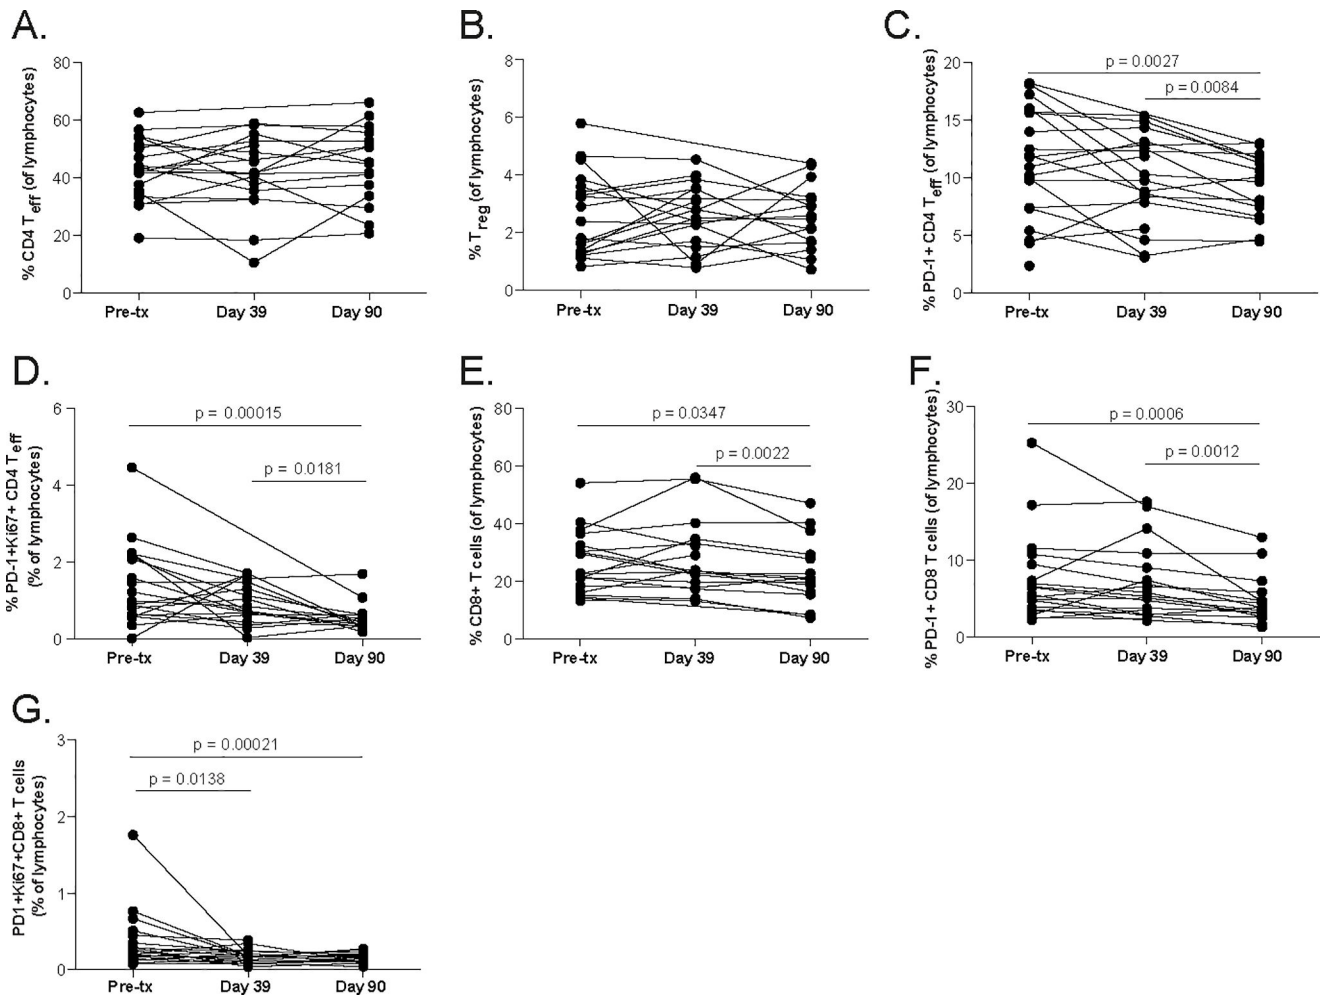 A.
% CD4 Teff (of lymphocytes)
80
60
40
20
0
Pre-tx Day 39 Day 90
B.
% Treg (of lymphocytes)
8
6
4
2
0
Pre-tx Day 39 Day 90
C.
% PD-1+ CD4 Teff (of lymphocytes)
20
15
10
5
0
p = 0.0027
p = 0.0084
Pre-tx Day 39 Day 90
D.
% PD-1+Ki67+ CD4 Teff
(% of lymphocytes)
6
4
2
0
p = 0.00015
p = 0.0181
Pre-tx Day 39 Day 90
E.
% CD8+ T cells (of lymphocytes)
80
60
40
20
0
p = 0.0347
p = 0.0022
Pre-tx Day 39 Day 90
F.
% PD-1 + CD8 T cells (of lymphocytes)
30
20
10
0
p = 0.0006
p = 0.0012
Pre-tx Day 39 Day 90
G.
PD1+Ki67+CD8+ T cells
(% of lymphocytes)
3
2
1
0
p = 0.00021
p = 0.0138
Pre-tx Day 39 Day 90